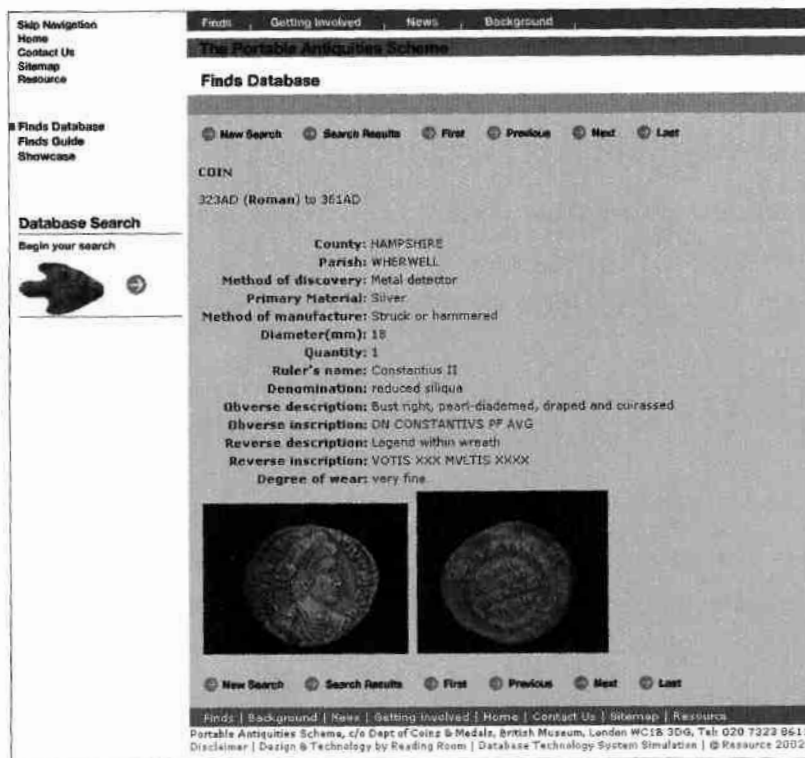 Skip Navigation
Home
Contact Us
Sitemap
Resource
Finds Database
Finds Guide
Showcase
Database Search
Begin your search
Finds Getting Involved News Background
The Portable Antiquities Scheme
Finds Database
New Search Search Results First Previous Next Last
COIN
323AD (Roman) to 361AD
County: HAMPSHIRE
Parish: WHERWELL
Method of discovery: Metal detector
Primary Material: Silver
Method of manufacture: Struck or hammered
Diameter(mm): 18
Quantity: 1
Ruler's name: Constantius II
Denomination: reduced siliqua
Obverse description: Bust right, pearl-diademed, draped and cuirassed
Obverse inscription: DN CONSTANTIVS PF AVG
Reverse description: Legend within wreath
Reverse inscription: VOTIS XXX MVLTIS XXXX
Degree of wear: very fine
New Search Search Results First Previous Next Last
Finds | Background | News | Getting Involved | Home | Contact Us | Sitemap | Resource
Portable Antiquities Scheme, c/o Dept of Coins & Medals, British Museum, London WC1B 3DG, Tel: 020 7323 861
Disclaimer | Design & Technology by Reading Room | Database Technology System Simulation | @ Resource 2002